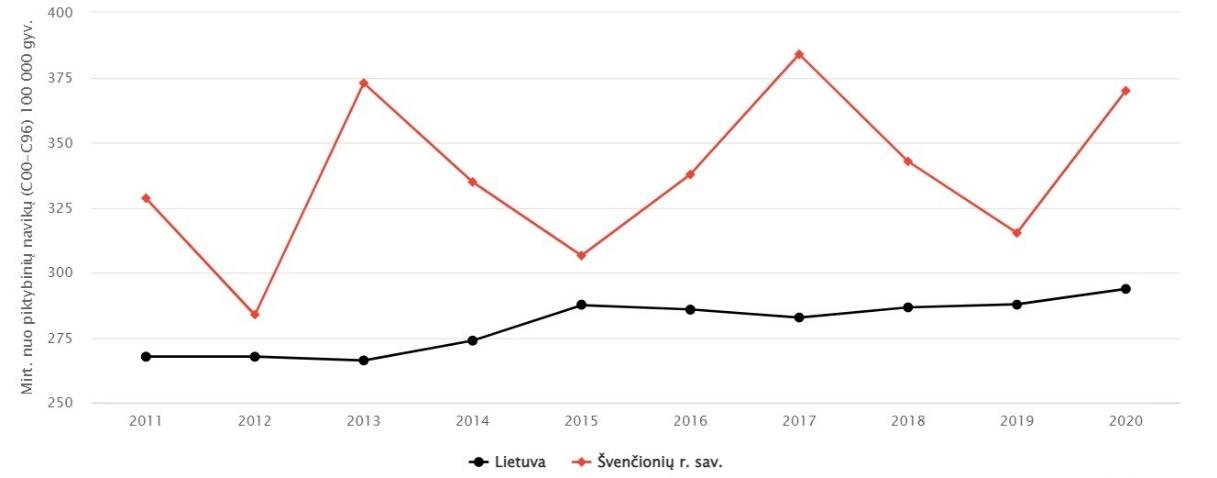 Mirt. nuo piktybinių navikų (C00–C96) 100 000 gyv.
400
375
350
325
300
275
250
2011 2012 2013 2014 2015 2016 2017 2018 2019 2020
Lietuva Švenčionių r. sav.